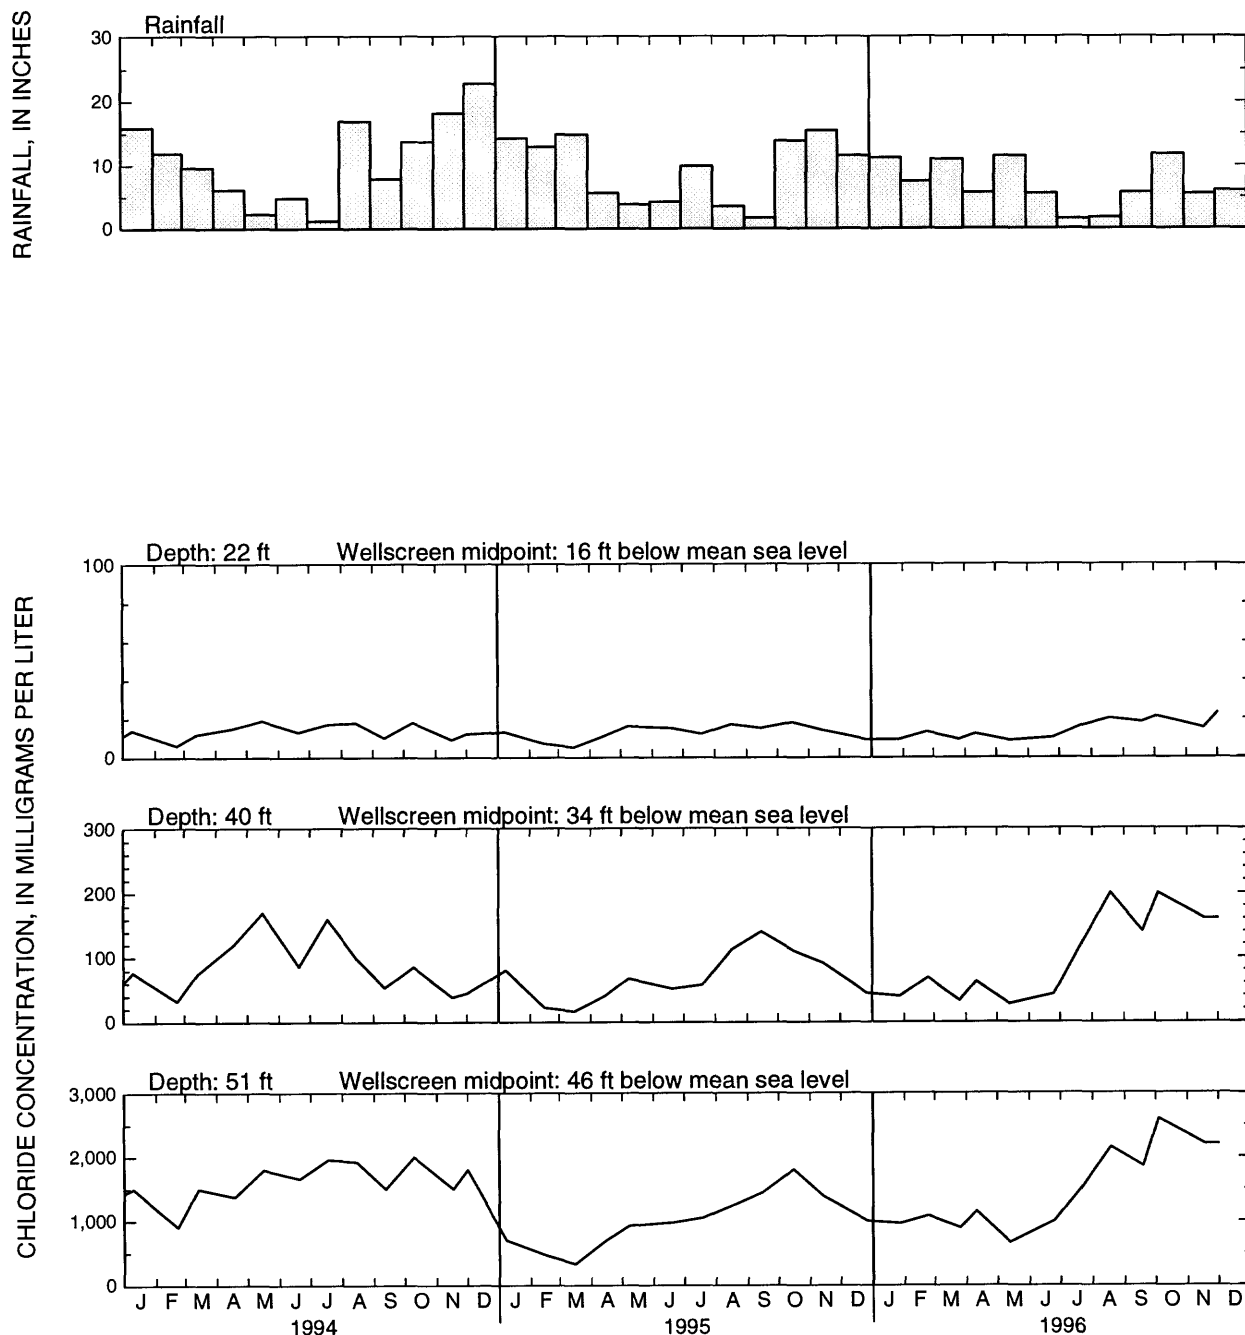 RAINFALL, IN INCHES
Rainfall
30
20
10
0
CHLORIDE CONCENTRATION, IN MILLIGRAMS PER LITER
Depth: 22 ft Wellscreen midpoint: 16 ft below mean sea level
100
0
Depth: 40 ft Wellscreen midpoint: 34 ft below mean sea level
300
200
100
0
Depth: 51 ft Wellscreen midpoint: 46 ft below mean sea level
3,000
2,000
1,000
0
J F M A M J J A S O N D J F M A M J J A S O N D J F M A M J J A S O N D
1994 1995 1996